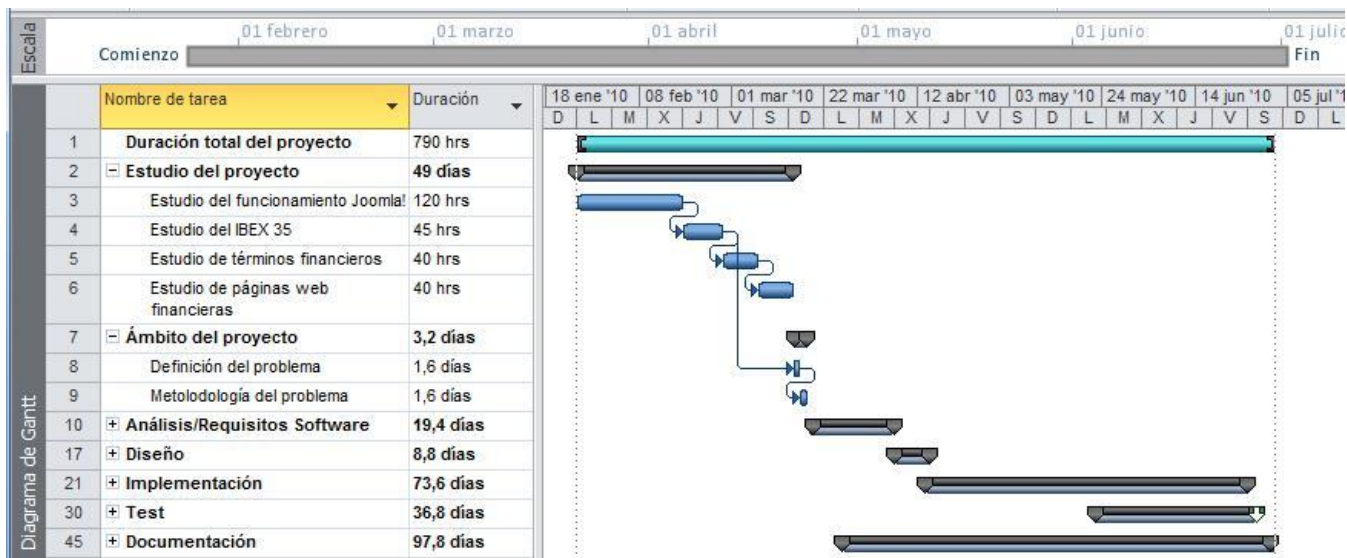 Escala
01 febrero 01 marzo 01 abril 01 mayo 01 junio 01 julio
Comienzo Fin
Diagrama de Gantt
Nombre de tarea Duración 18 ene '10 08 feb '10 01 mar '10 22 mar '10 12 abr '10 03 may '10 24 may '10 14 jun '10 05 jul '1
D L M X J V S D L M X J V S D L M X J V S D L
1 Duración total del proyecto 790 hrs
2 Estudio del proyecto 49 días
3 Estudio del funcionamiento Joomla! 120 hrs
4 Estudio del IBEX 35 45 hrs
5 Estudio de términos financieros 40 hrs
6 Estudio de páginas web 40 hrs
financieras
7 Ámbito del proyecto 3,2 días
8 Definición del problema 1,6 días
9 Metolodología del problema 1,6 días
10 Análisis/Requisitos Software 19,4 días
17 Diseño 8,8 días
21 Implementación 73,6 días
30 Test 36,8 días
45 Documentación 97,8 días